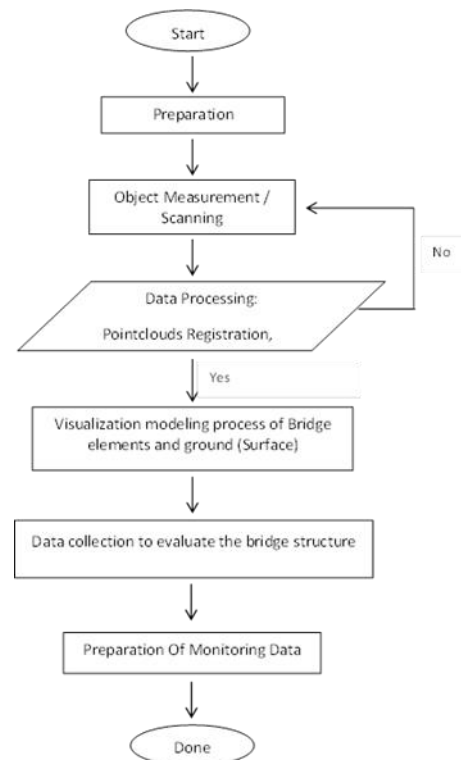 Start
Preparation
Object Measurement /
Scanning
No
Data Processing:
Pointclouds Registration,
Yes
Visualization modeling process of Bridge
elements and ground (Surface)
Data collection to evaluate the bridge structure
Preparation Of Monitoring Data
Done